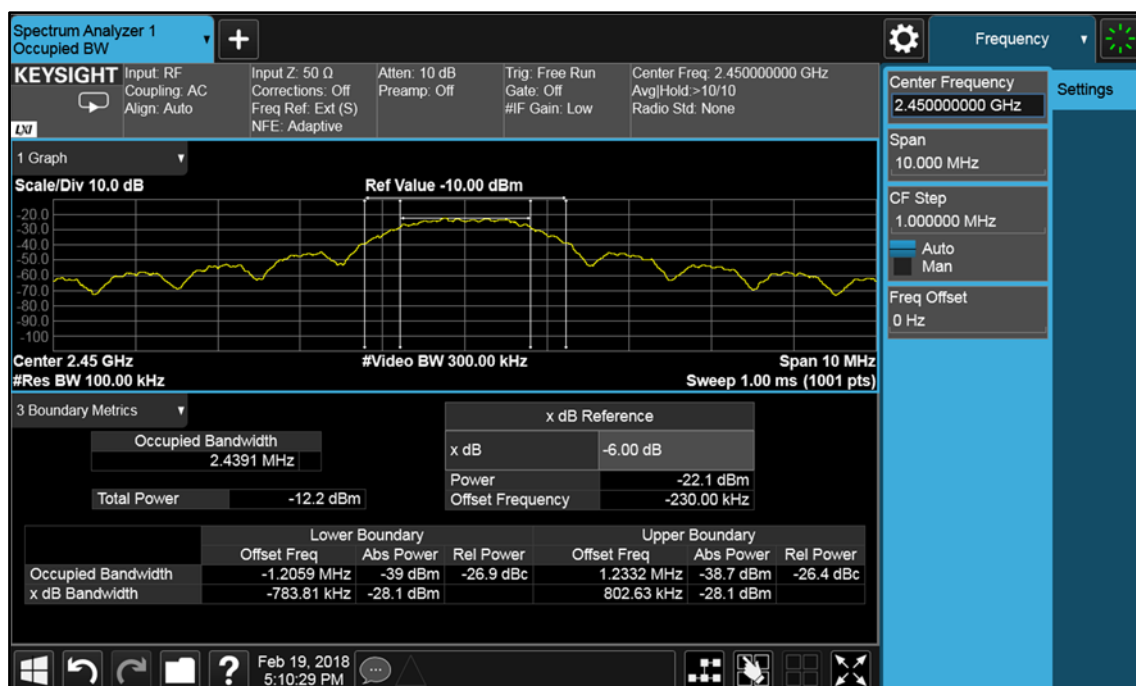 Spectrum Analyzer 1
Occupied BW
+
Frequency
KEYSIGHT
LXI
Input: RF
Coupling: AC
Align: Auto
Input Z: 50 Ω
Corrections: Off
Freq Ref: Ext (S)
NFE: Adaptive
Atten: 10 dB
Preamp: Off
Trig: Free Run
Gate: Off
#IF Gain: Low
Center Freq: 2.450000000 GHz
Avg|Hold:>10/10
Radio Std: None
Center Frequency
2.450000000 GHz
Settings
Span
10.000 MHz
CF Step
1.000000 MHz
Auto
Man
Freq Offset
0 Hz
1 Graph
Scale/Div 10.0 dB Ref Value -10.00 dBm
-20.0
-30.0
-40.0
-50.0
-60.0
-70.0
-80.0
-90.0
-100
Center 2.45 GHz #Video BW 300.00 kHz Span 10 MHz
#Res BW 100.00 kHz Sweep 1.00 ms (1001 pts)
3 Boundary Metrics
Occupied Bandwidth
2.4391 MHz
Total Power -12.2 dBm
x dB Reference
x dB -6.00 dB
Power -22.1 dBm
Offset Frequency -230.00 kHz
Lower Boundary Upper Boundary
Offset Freq Abs Power Rel Power Offset Freq Abs Power Rel Power
Occupied Bandwidth -1.2059 MHz -39 dBm -26.9 dBc 1.2332 MHz -38.7 dBm -26.4 dBc
x dB Bandwidth -783.81 kHz -28.1 dBm 802.63 kHz -28.1 dBm
?
Feb 19, 2018
5:10:29 PM